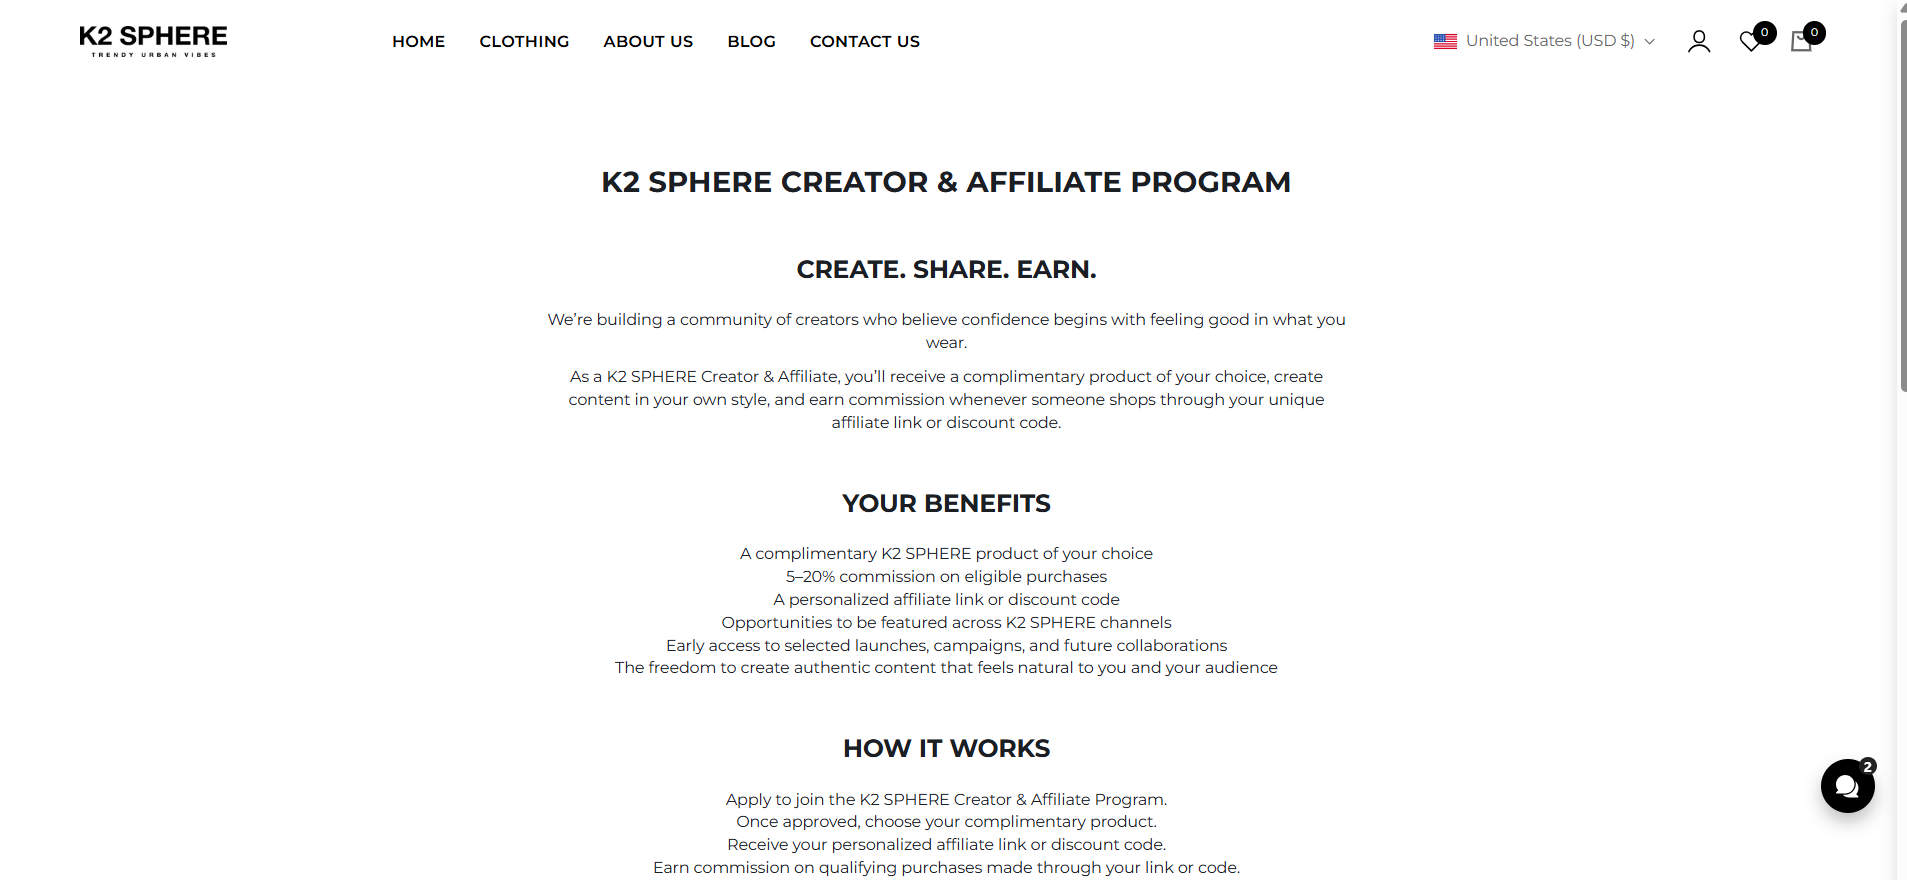 K2 SPHERE
TRENDY URBAN VIBES
HOME
CLOTHING
ABOUT US
BLOG
CONTACT US
United States (USD $)
0
0
K2 SPHERE CREATOR & AFFILIATE PROGRAM
CREATE. SHARE. EARN.
We’re building a community of creators who believe confidence begins with feeling good in what you
wear.
As a K2 SPHERE Creator & Affiliate, you’ll receive a complimentary product of your choice, create
content in your own style, and earn commission whenever someone shops through your unique
affiliate link or discount code.
YOUR BENEFITS
A complimentary K2 SPHERE product of your choice
5–20% commission on eligible purchases
A personalized affiliate link or discount code
Opportunities to be featured across K2 SPHERE channels
Early access to selected launches, campaigns, and future collaborations
The freedom to create authentic content that feels natural to you and your audience
HOW IT WORKS
Apply to join the K2 SPHERE Creator & Affiliate Program.
Once approved, choose your complimentary product.
Receive your personalized affiliate link or discount code.
Earn commission on qualifying purchases made through your link or code.
2